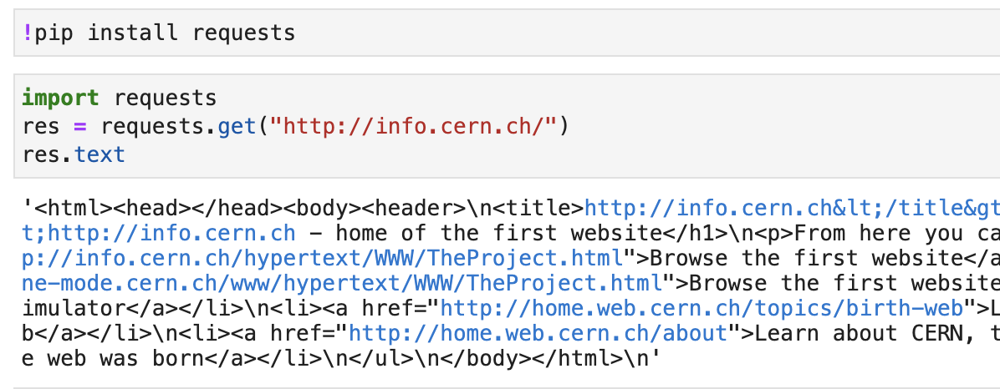 !pip install requests
import requests
res = requests.get("http://info.cern.ch/")
res.text
'<html><head></head><body><header>\n<title>http://info.cern.ch&lt;/title&gt
t;http://info.cern.ch – home of the first website</h1>\n<p>From here you ca
p://info.cern.ch/hypertext/WWW/TheProject.html">Browse the first website</a
ne-mode.cern.ch/www/hypertext/WWW/TheProject.html">Browse the first website
imulator</a></li>\n<li><a href="http://home.web.cern.ch/topics/birth-web">L
b</a></li>\n<li><a href="http://home.web.cern.ch/about">Learn about CERN, t
e web was born</a></li>\n</ul>\n</body></html>\n'